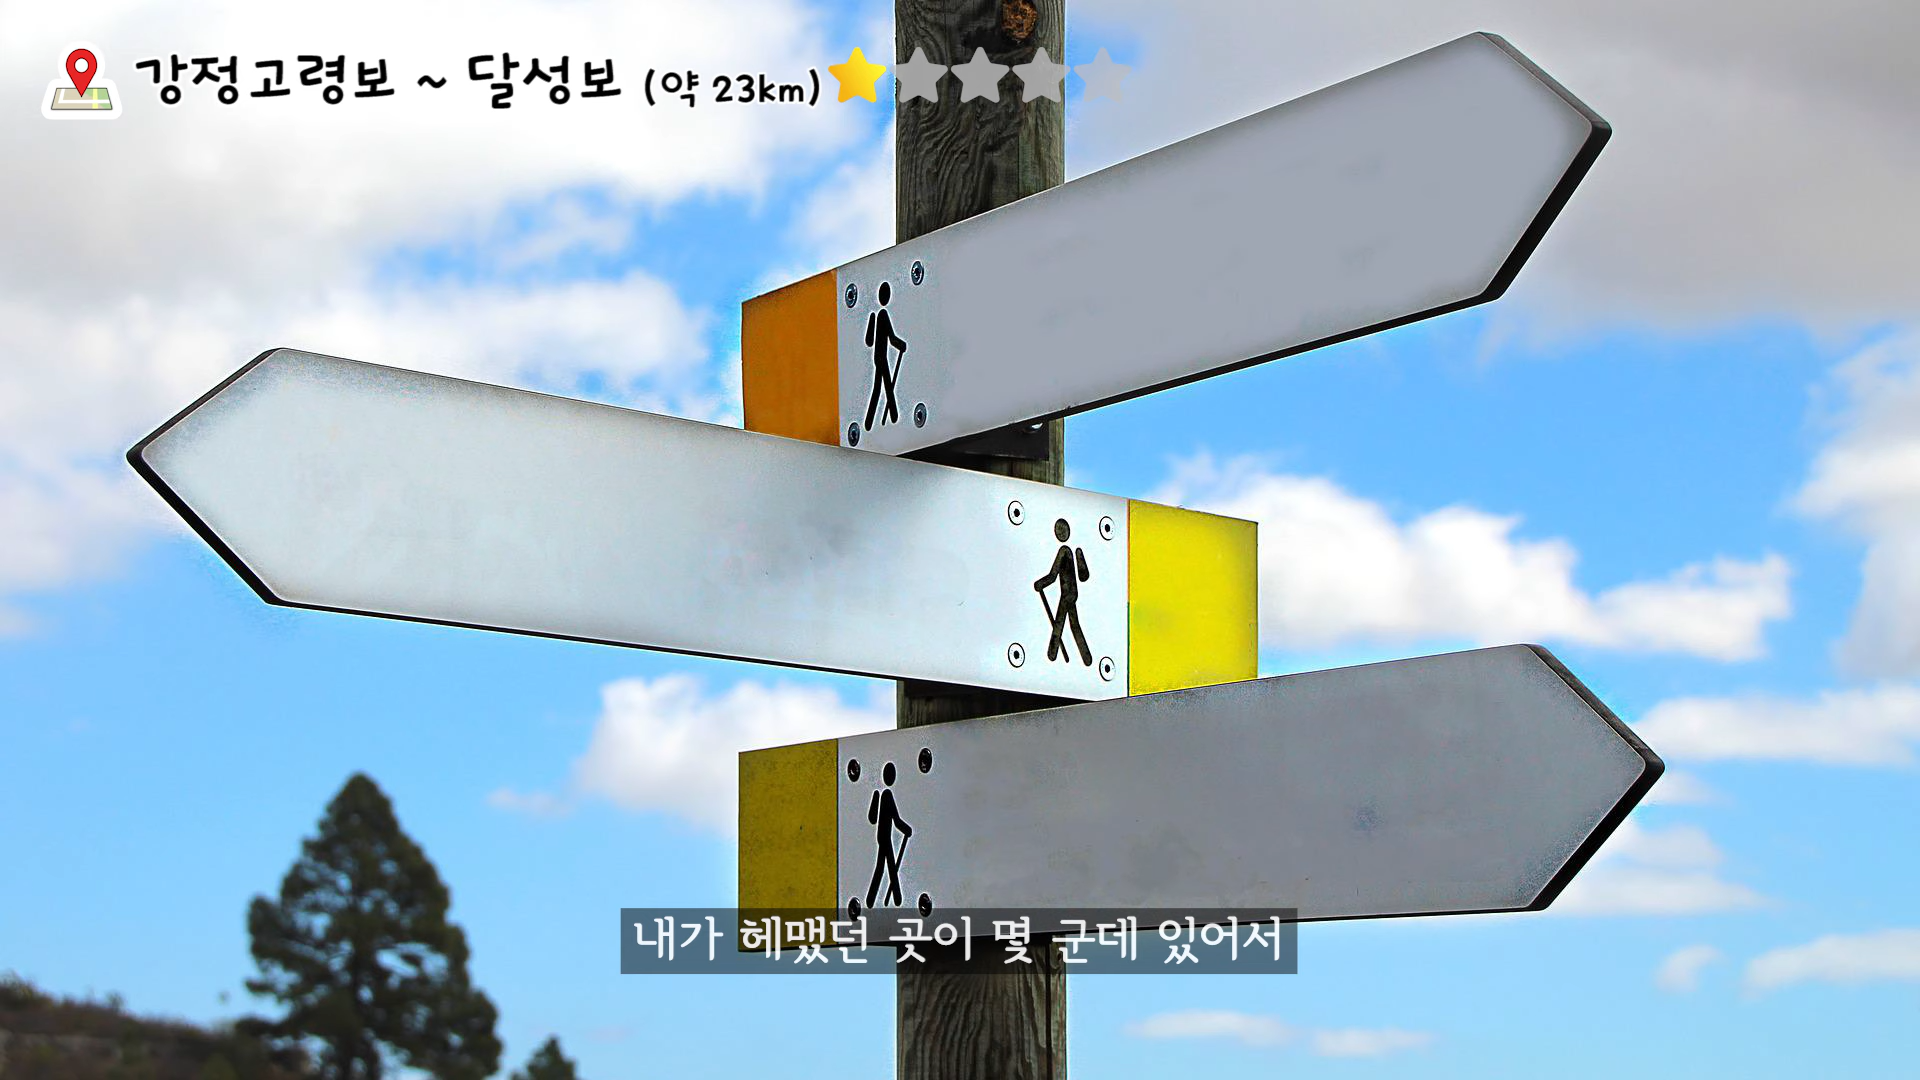 강정고령보 ~ 달성보 (약 23km)
내가 헤맸던 곳이 몇 군데 있어서